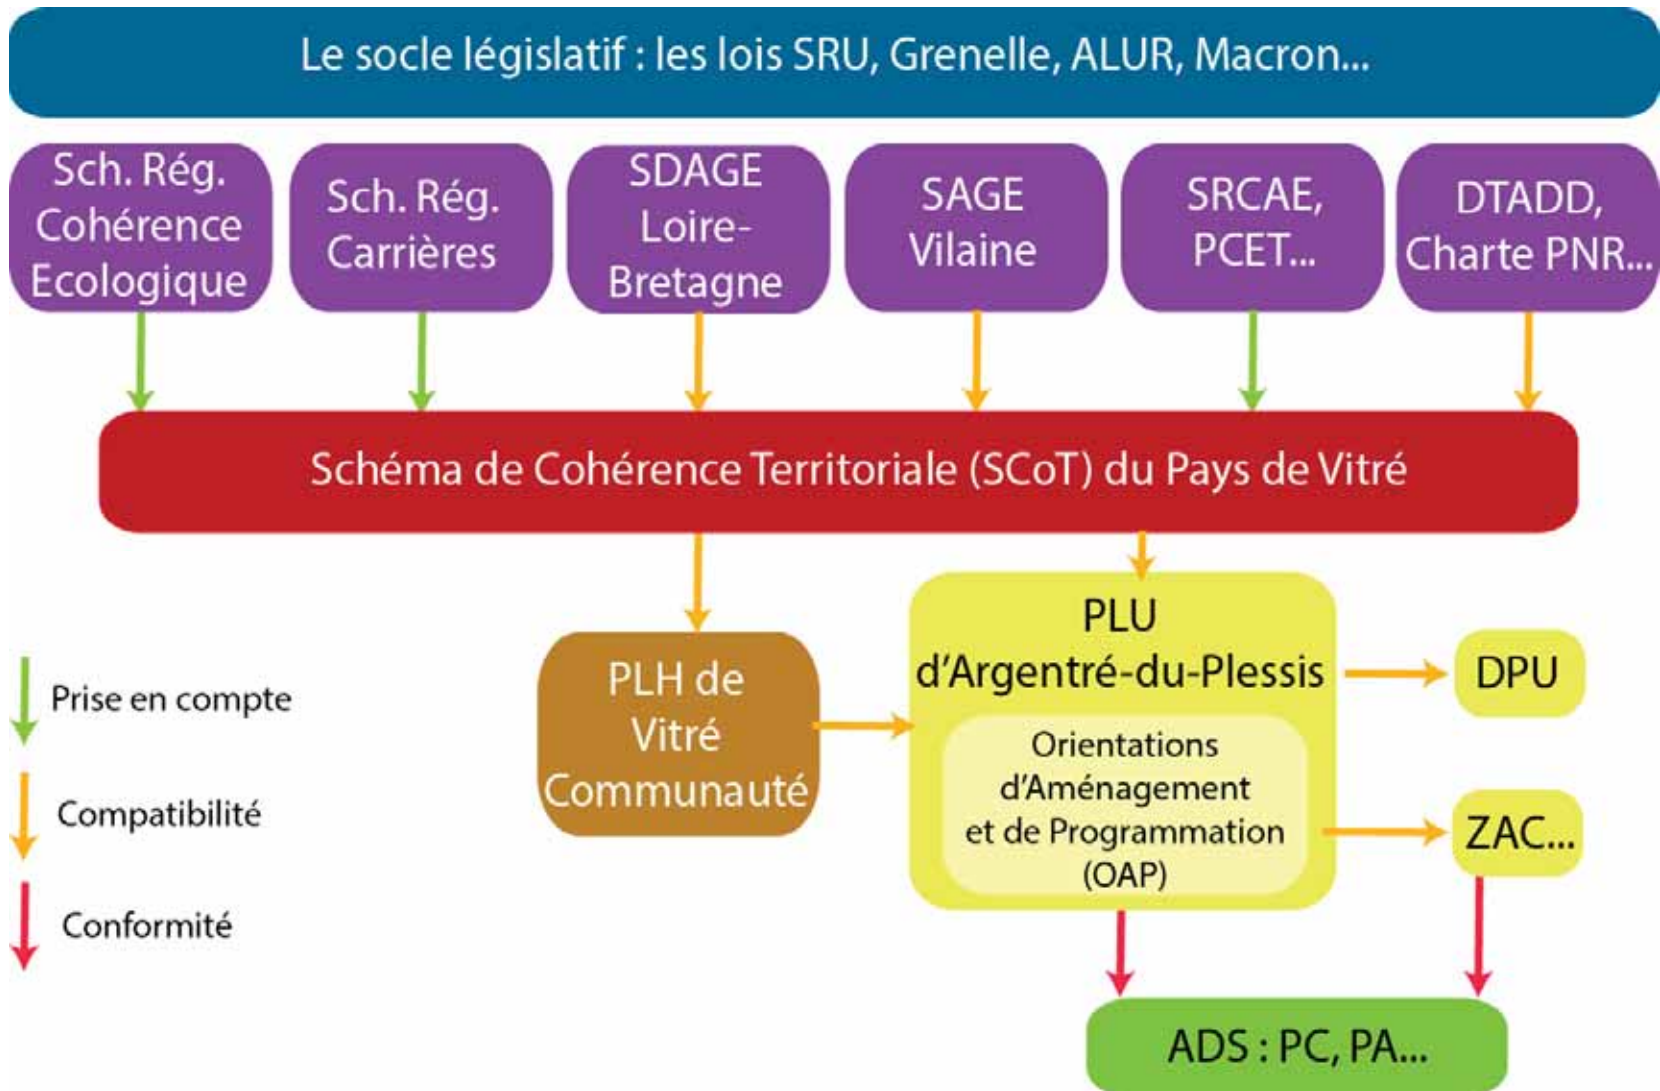 Le socle législatif : les lois SRU, Grenelle, ALUR, Macron...
Sch. Rég.
Cohérence
Ecologique
Sch. Rég.
Carrières
SDAGE
Loire-
Bretagne
SAGE
Vilaine
SRCAE,
PCET...
DTADD,
Charte PNR...
Schéma de Cohérence Territoriale (SCoT) du Pays de Vitré
PLH de
Vitré
Communauté
PLU
d'Argentré-du-Plessis
Orientations
d'Aménagement
et de Programmation
(OAP)
DPU
ZAC...
ADS : PC, PA...
Prise en compte
Compatibilité
Conformité